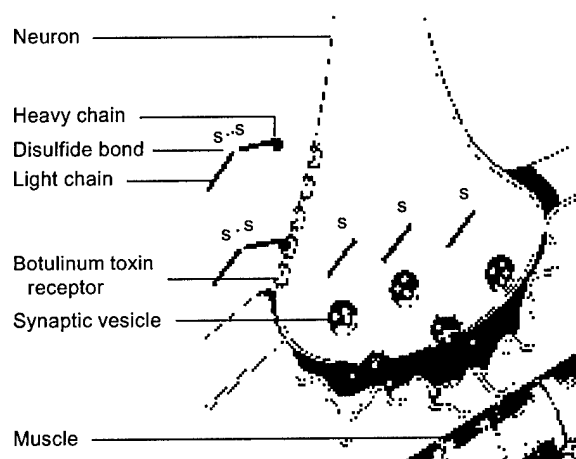 Neuron
Heavy chain
S S
Disulfide bond
Light chain
S
S
S
S S
Botulinum toxin
receptor
Synaptic vesicle
Muscle